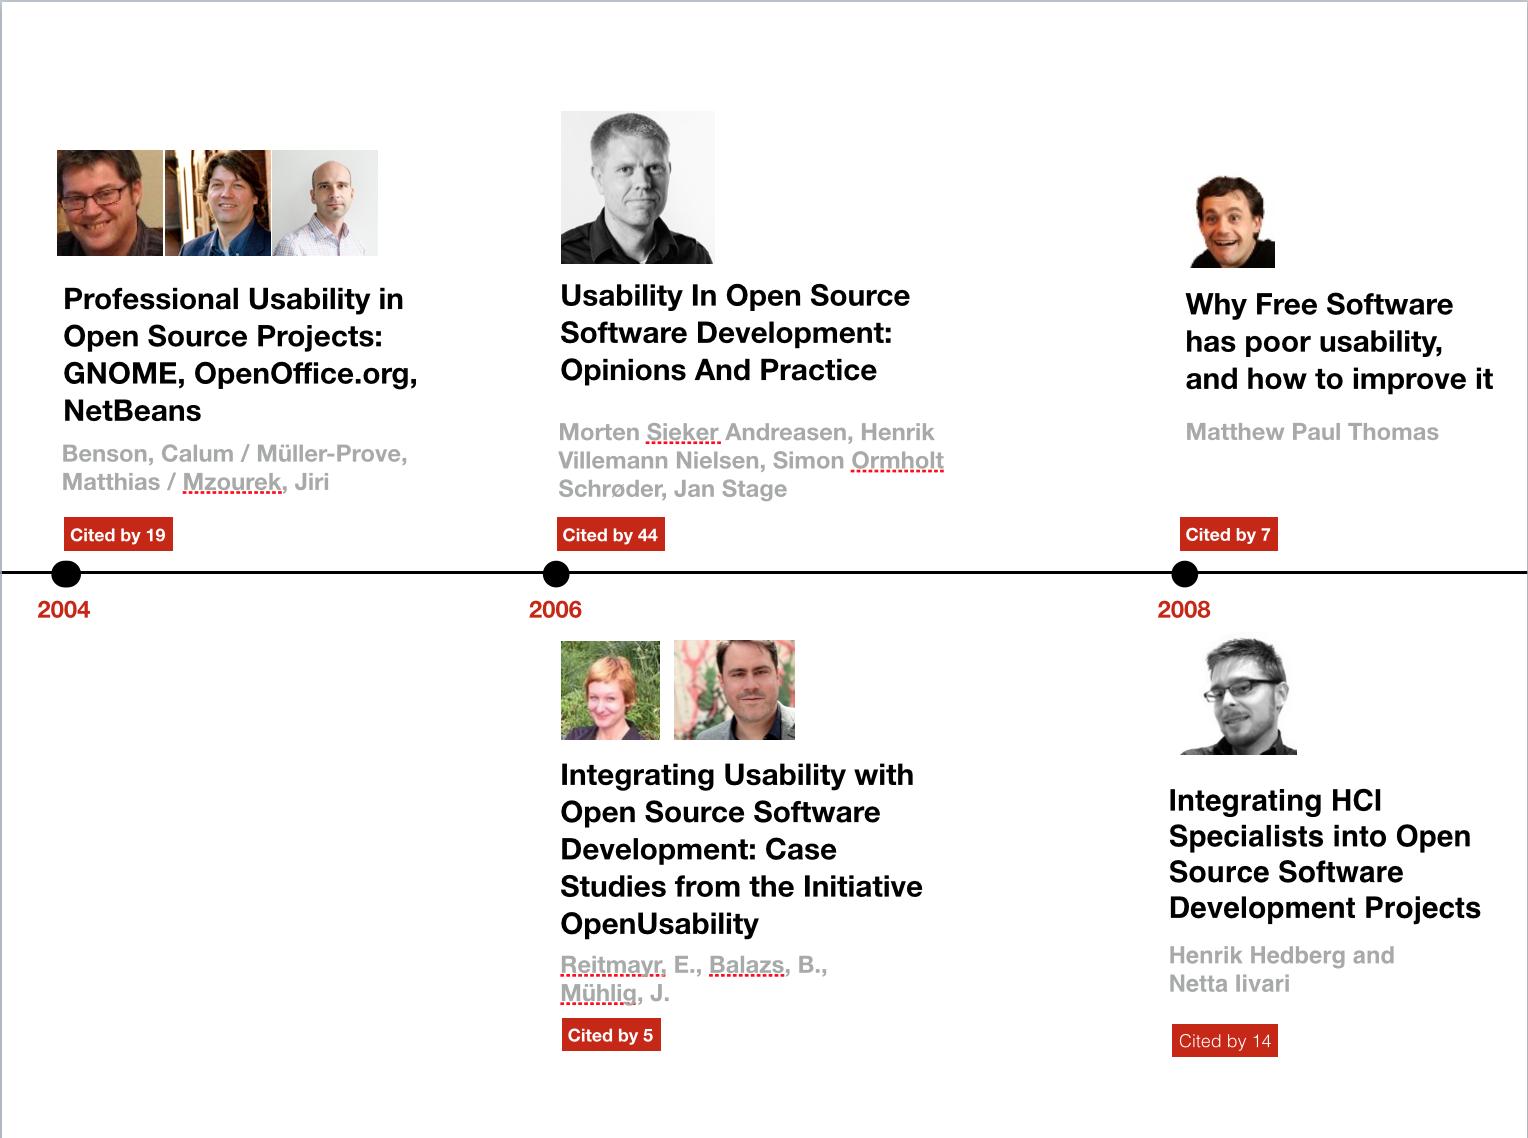 Professional Usability in
Open Source Projects:
GNOME, OpenOffice.org,
NetBeans
Benson, Calum / Müller-Prove,
Matthias / Mzourek, Jiri
Cited by 19
Usability In Open Source
Software Development:
Opinions And Practice
Morten Sieker Andreasen, Henrik
Villemann Nielsen, Simon Ormholt
Schrøder, Jan Stage
Cited by 44
Why Free Software
has poor usability,
and how to improve it
Matthew Paul Thomas
Cited by 7
2004
2006
2008
Integrating Usability with
Open Source Software
Development: Case
Studies from the Initiative
OpenUsability
Reitmayr, E., Balazs, B.,
Mühlig, J.
Cited by 5
Integrating HCI
Specialists into Open
Source Software
Development Projects
Henrik Hedberg and
Netta Iivari
Cited by 14